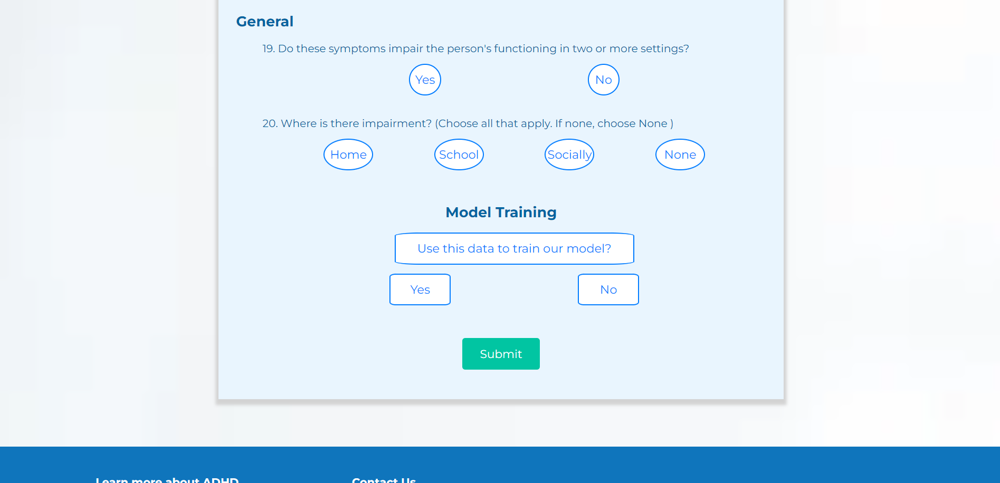 General
19. Do these symptoms impair the person's functioning in two or more settings?
Yes No
20. Where is there impairment? (Choose all that apply. If none, choose None )
Home School Socially None
Model Training
Use this data to train our model?
Yes No
Submit
Learn more about ADHD Contact Us